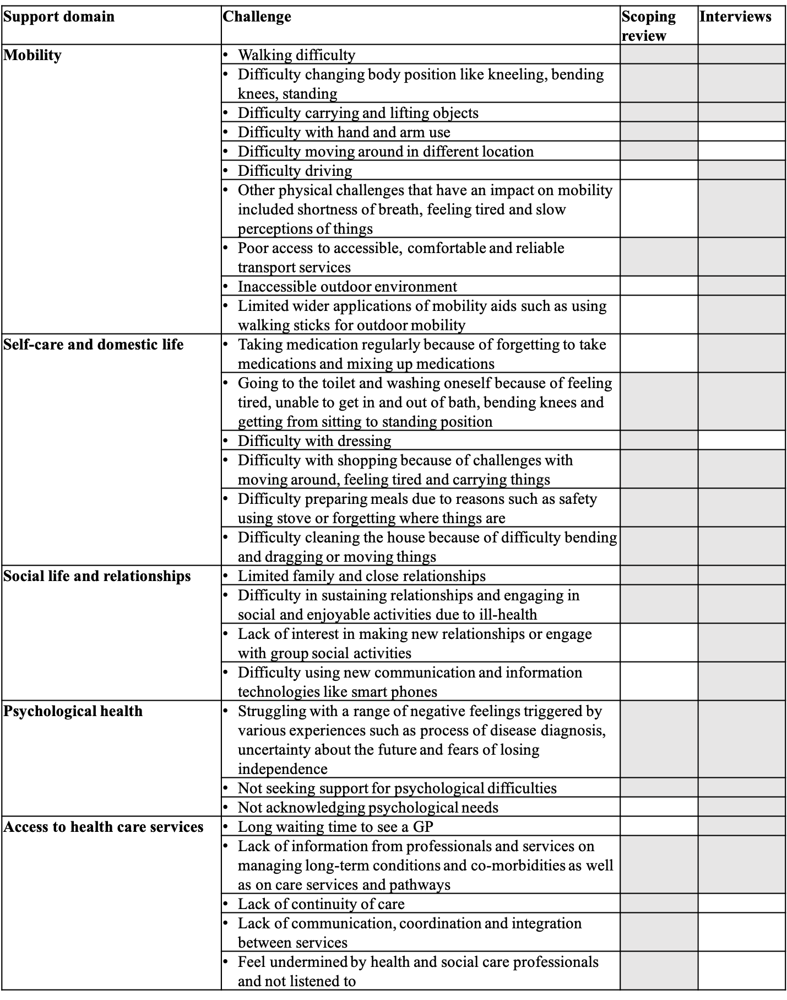 Support domain
Challenge
Scoping
review
Interviews
Mobility
• Walking difficulty
• Difficulty changing body position like kneeling, bending
knees, standing
• Difficulty carrying and lifting objects
• Difficulty with hand and arm use
• Difficulty moving around in different location
• Difficulty driving
• Other physical challenges that have an impact on mobility
included shortness of breath, feeling tired and slow
perceptions of things
• Poor access to accessible, comfortable and reliable
transport services
• Inaccessible outdoor environment
• Limited wider applications of mobility aids such as using
walking sticks for outdoor mobility
Self-care and domestic life
• Taking medication regularly because of forgetting to take
medications and mixing up medications
• Going to the toilet and washing oneself because of feeling
tired, unable to get in and out of bath, bending knees and
getting from sitting to standing position
• Difficulty with dressing
• Difficulty with shopping because of challenges with
moving around, feeling tired and carrying things
• Difficulty preparing meals due to reasons such as safety
using stove or forgetting where things are
• Difficulty cleaning the house because of difficulty bending
and dragging or moving things
Social life and relationships
• Limited family and close relationships
• Difficulty in sustaining relationships and engaging in
social and enjoyable activities due to ill-health
• Lack of interest in making new relationships or engage
with group social activities
• Difficulty using new communication and information
technologies like smart phones
Psychological health
• Struggling with a range of negative feelings triggered by
various experiences such as process of disease diagnosis,
uncertainty about the future and fears of losing
independence
• Not seeking support for psychological difficulties
• Not acknowledging psychological needs
Access to health care services
• Long waiting time to see a GP
• Lack of information from professionals and services on
managing long-term conditions and co-morbidities as well
as on care services and pathways
• Lack of continuity of care
• Lack of communication, coordination and integration
between services
• Feel undermined by health and social care professionals
and not listened to